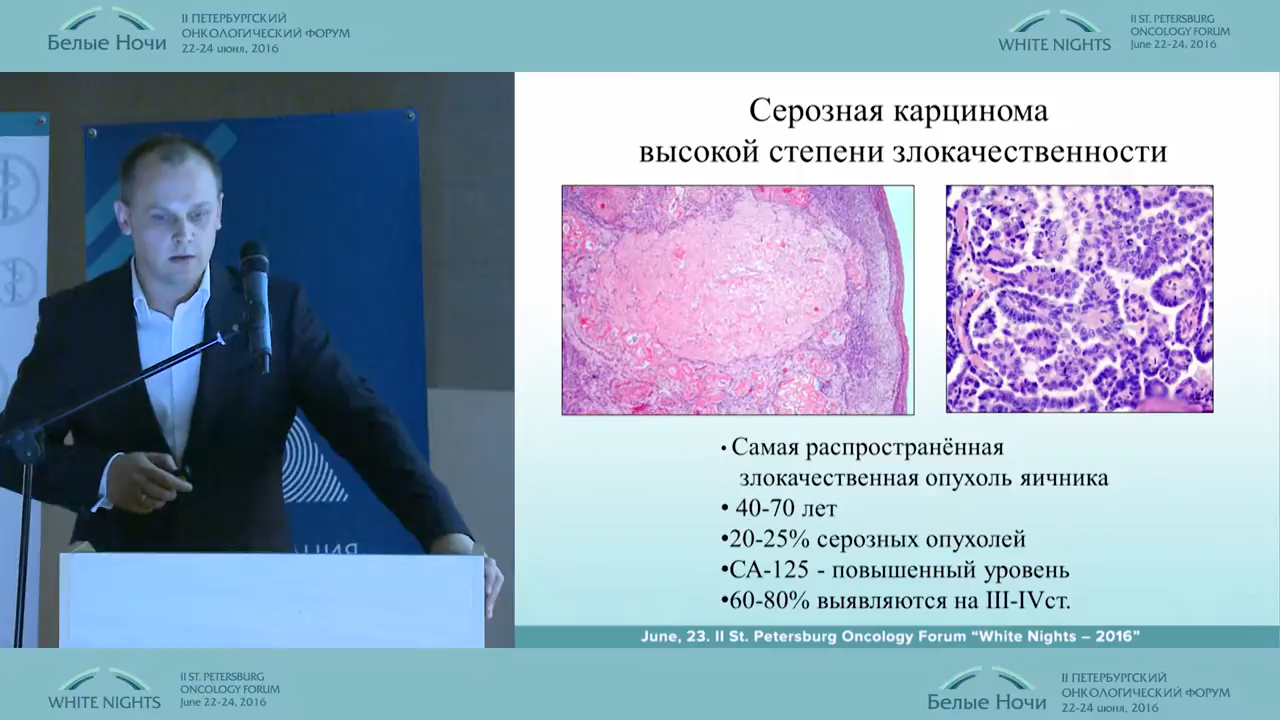 Белые Ночи
II ПЕТЕРБУРГСКИЙ
ОНКОЛОГИЧЕСКИЙ ФОРУМ
22-24 июня, 2016
WHITE NIGHTS
II ST. PETERSBURG
ONCOLOGY FORUM
June 22-24, 2016
Серозная карцинома
высокой степени злокачественности
• Самая распространённая
злокачественная опухоль яичника
• 40-70 лет
•20-25% серозных опухолей
•СА-125 - повышенный уровень
•60-80% выявляются на III-IVст.
June, 23. II St. Petersburg Oncology Forum “White Nights – 2016”
WHITE NIGHTS
II ST. PETERSBURG
ONCOLOGY FORUM
June 22-24, 2016
Белые Ночи
II ПЕТЕРБУРГСКИЙ
ОНКОЛОГИЧЕСКИЙ ФОРУМ
22-24 июня, 2016